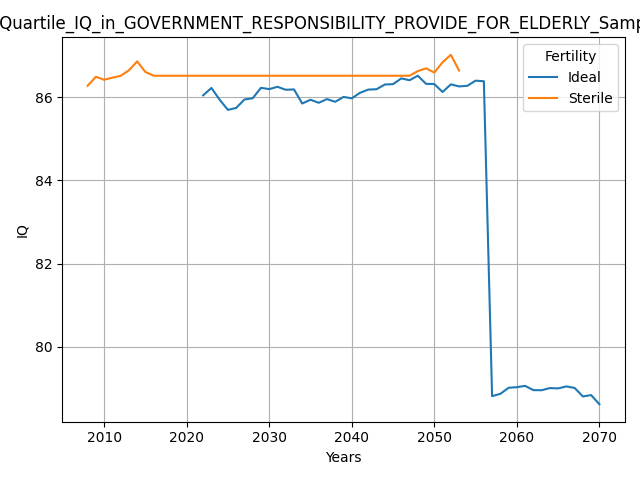 Quartile_IQ_in_GOVERNMENT_RESPONSIBILITY_PROVIDE_FOR_ELDERLY_Samp
Fertility
Ideal
Sterile
IQ
86
84
82
80
2010 2020 2030 2040 2050 2060 2070
Years